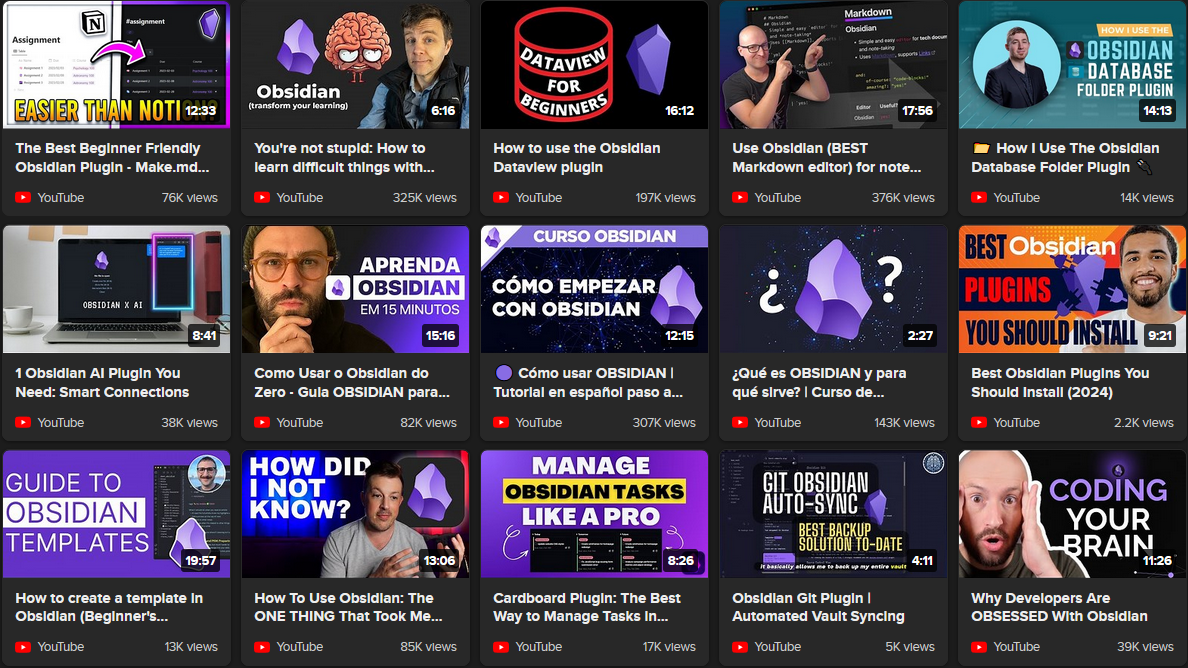 Assignment
#assignment
EASIER THAN NOTION?
12:33
The Best Beginner Friendly
Obsidian Plugin - Make.md...
YouTube 76K views
Obsidian
(transform your learning)
6:16
You're not stupid: How to
learn difficult things with...
YouTube 325K views
DATAVIEW
FOR
BEGINNERS
16:12
How to use the Obsidian
Dataview plugin
YouTube 197K views
Markdown
Obsidian
17:56
Use Obsidian (BEST
Markdown editor) for note...
YouTube 376K views
HOW I USE THE
OBSIDIAN
DATABASE
FOLDER PLUGIN
14:13
📂 How I Use The Obsidian
Database Folder Plugin 🔌
YouTube 14K views
OBSIDIAN X AI
8:41
1 Obsidian AI Plugin You
Need: Smart Connections
YouTube 38K views
APRENDA
OBSIDIAN
EM 15 MINUTOS
15:16
Como Usar o Obsidian do
Zero - Guia OBSIDIAN para...
YouTube 82K views
CURSO OBSIDIAN
CÓMO EMPEZAR
CON OBSIDIAN
12:15
🟣 Cómo usar OBSIDIAN |
Tutorial en español paso a...
YouTube 307K views
¿ ?
2:27
¿Qué es OBSIDIAN y para
qué sirve? | Curso de...
YouTube 143K views
BEST Obsidian
PLUGINS
YOU SHOULD INSTALL
9:21
Best Obsidian Plugins You
Should Install (2024)
YouTube 2.2K views
GUIDE TO
OBSIDIAN
TEMPLATES
19:57
How to create a template in
Obsidian (Beginner's...
YouTube 13K views
HOW DID
I NOT
KNOW?
13:06
How To Use Obsidian: The
ONE THING That Took Me...
YouTube 85K views
MANAGE
OBSIDIAN TASKS
LIKE A PRO
8:26
Cardboard Plugin: The Best
Way to Manage Tasks in...
YouTube 17K views
GIT OBSIDIAN
AUTO-SYNC
BEST BACKUP
SOLUTION TO-DATE
It basically allows me to back up my entire vault
4:11
Obsidian Git Plugin |
Automated Vault Syncing
YouTube 5K views
CODING
YOUR
BRAIN
11:26
Why Developers Are
OBSESSED With Obsidian
YouTube 39K views